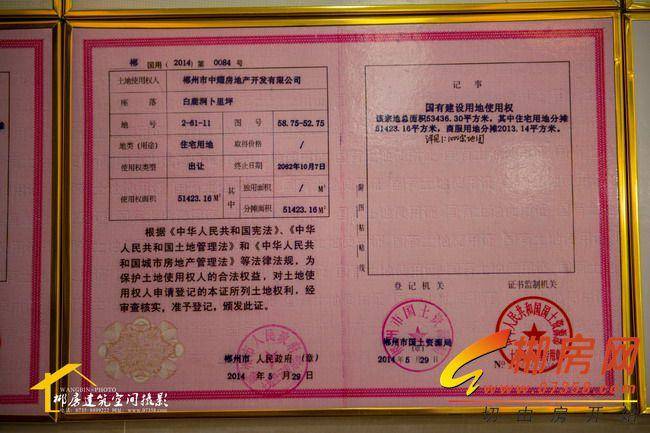 郴 国用（2014）第 0084 号
土地使用权人 郴州市中耀房地产开发有限公司
座 落 白鹿洞卜里坪
地 号 2-61-11 图 号 58.75-52.75
地类（用途） 住宅用地 取得价格 /
使用权类型 出让 终止日期 2082年10月7日
使用权面积 51423.16 M² 其中 独用面积 / M²
分摊面积 51423.16 M²
根据《中华人民共和国宪法》、《中华
人民共和国土地管理法》和《中华人民共和
国城市房地产管理法》等法律法规，为
保护土地使用权人的合法权益，对土地使
用权人申请登记的本证所列土地权利，经
审查核实，准予登记，颁发此证。
郴州市 人民政府（章）
2014 年 5 月 29 日
记 事
国有建设用地使用权
该宗地总面积53436.30平方米，其中住宅用地分摊
51423.16平方米，商服用地分摊2013.14平方米。
附图粘贴线
登 记 机 关
证书监制机关
郴州市国土资源局
（章）
2014 年 5 月 29 日
郴房网
www.0735fs.com
一切由房开始
WANGBIN·PHOTO
郴房建筑空间摄影